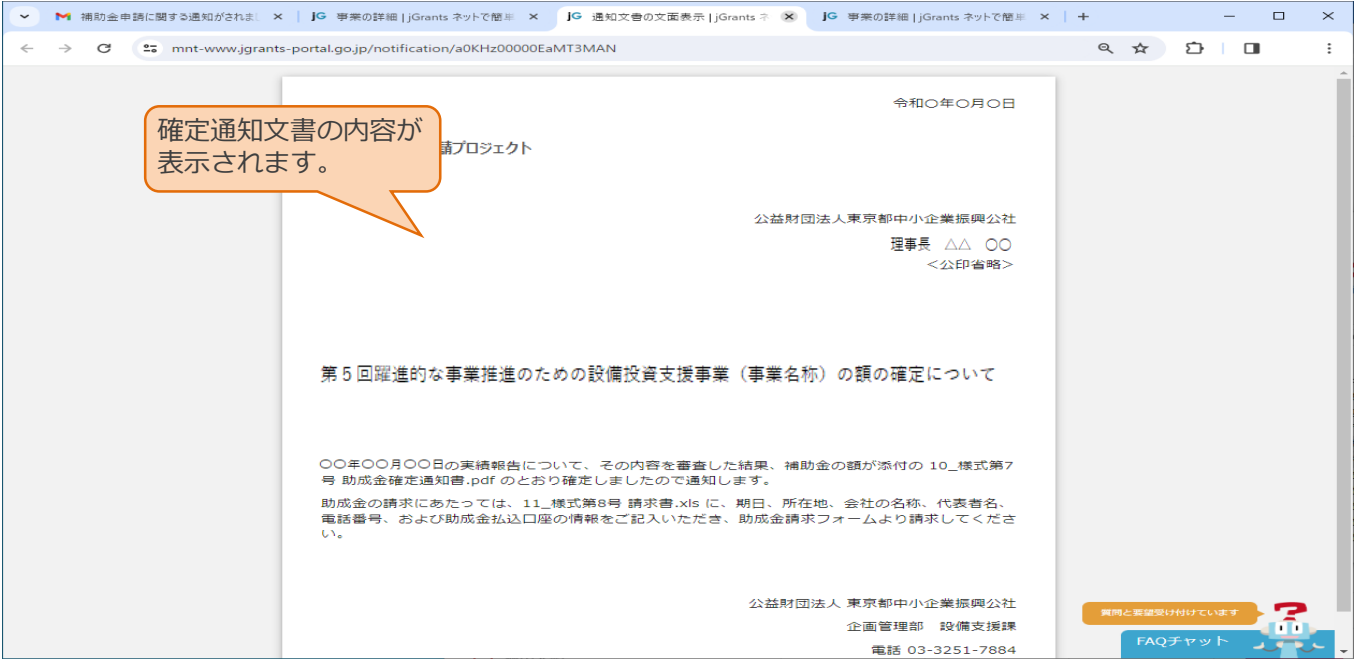 補助金申請に関する通知がされまし
JG 事業の詳細 | jGrants ネットで簡単
JG 通知文書の文面表示 | jGrants ネ
JG 事業の詳細 | jGrants ネットで簡単
mnt-www.jgrants-portal.go.jp/notification/a0KHz00000EaMT3MAN
令和〇年〇月〇日
確定通知文書の内容が
表示されます。
請プロジェクト
公益財団法人東京都中小企業振興公社
理事長 △△ 〇〇
＜公印省略＞
第５回躍進的な事業推進のための設備投資支援事業（事業名称）の額の確定について
〇〇年〇〇月〇〇日の実績報告について、その内容を審査した結果、補助金の額が添付の 10_様式第7
号 助成金確定通知書.pdf のとおり確定しましたので通知します。
助成金の請求にあたっては、11_様式第8号 請求書.xls に、期日、所在地、会社の名称、代表者名、
電話番号、および助成金払込口座の情報をご記入いただき、助成金請求フォームより請求してくださ
い。
公益財団法人 東京都中小企業振興公社
企画管理部 設備支援課
電話 03-3251-7884
質問と要望受け付けています
FAQチャット